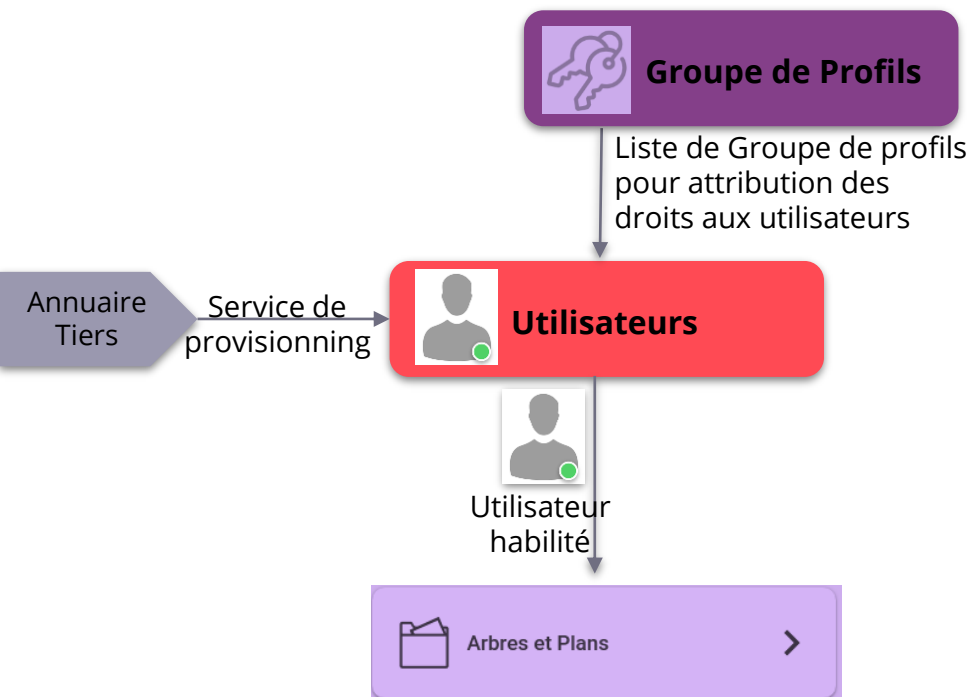 Groupe de Profils
Liste de Groupe de profils
pour attribution des
droits aux utilisateurs
Annuaire
Tiers
Service de
provisionning
Utilisateurs
Utilisateur
habilité
Arbres et Plans